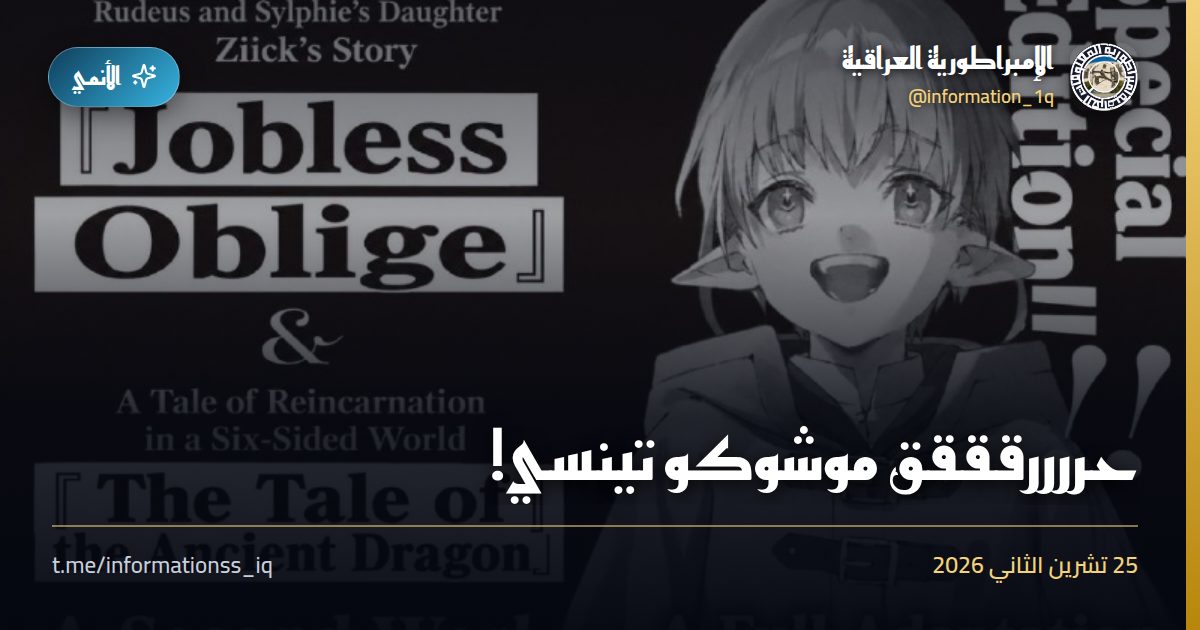 Rudeus and Sylphie's Daughter
Ziick's Story
الأنمي
الإمبراطورية العراقية
@information_1q
『Jobless
Oblige』
&
A Tale of Reincarnation
in a Six-Sided World
『The Tale of
the Ancient Dragon』
Special
Edition!!
حررررقققق موشوكو تينسي!
t.me/informationss_iq
25 تشرين الثاني 2026